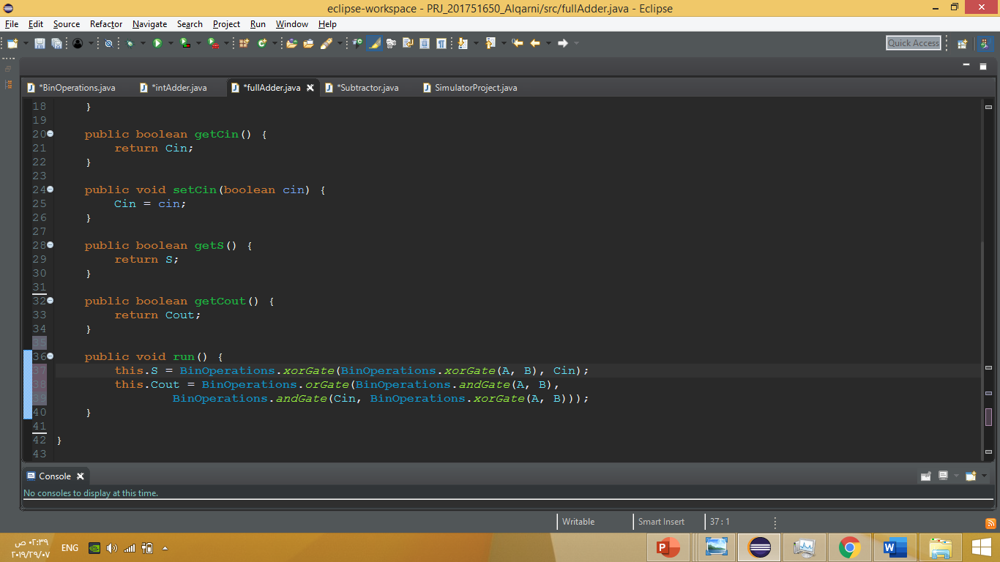 eclipse-workspace - PRJ_201751650_Alqarni/src/fullAdder.java - Eclipse
File Edit Source Refactor Navigate Search Project Run Window Help
Quick Access
*BinOperations.java *intAdder.java *fullAdder.java *Subtractor.java SimulatorProject.java
18 }
19
20 public boolean getCin() {
21 return Cin;
22 }
23
24 public void setCin(boolean cin) {
25 Cin = cin;
26 }
27
28 public boolean getS() {
29 return S;
30 }
31
32 public boolean getCout() {
33 return Cout;
34 }
35
36 public void run() {
37 this.S = BinOperations.xorGate(BinOperations.xorGate(A, B), Cin);
38 this.Cout = BinOperations.orGate(BinOperations.andGate(A, B),
39 BinOperations.andGate(Cin, BinOperations.xorGate(A, B)));
40 }
41
42 }
43
Console
No consoles to display at this time.
Writable Smart Insert 37 : 1
ENG
٠٢:٣٩ ص
٢٠١٩/٢٩/٠٧